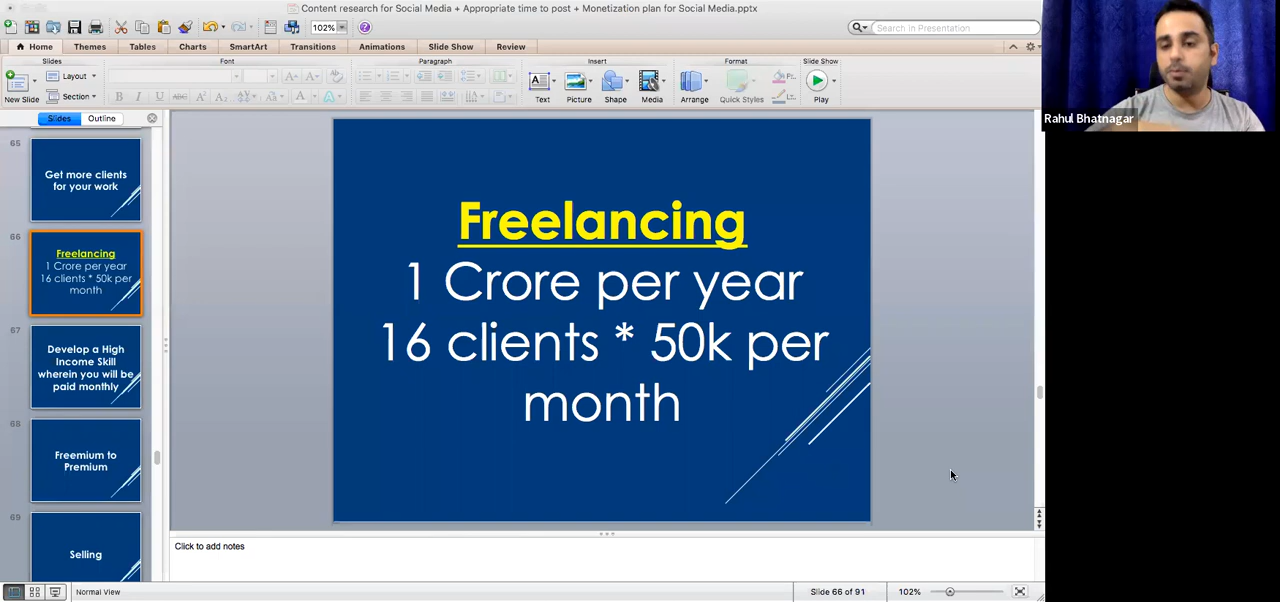 Content research for Social Media + Appropriate time to post + Monetization plan for Social Media.pptx
102%
Search in Presentation
Home Themes Tables Charts SmartArt Transitions Animations Slide Show Review
Slides Font Paragraph Insert Format Slide Show
New Slide
Layout
Section
B I U ABC
Text Picture Shape Media Arrange Quick Styles Play
Slides Outline
65
Get more clients
for your work
66
Freelancing
1 Crore per year
16 clients * 50k per
month
67
Develop a High
Income Skill
wherein you will be
paid monthly
68
Freemium to
Premium
69
Selling
Freelancing
1 Crore per year
16 clients * 50k per
month
Click to add notes
Normal View
Slide 66 of 91
102%
Rahul Bhatnagar